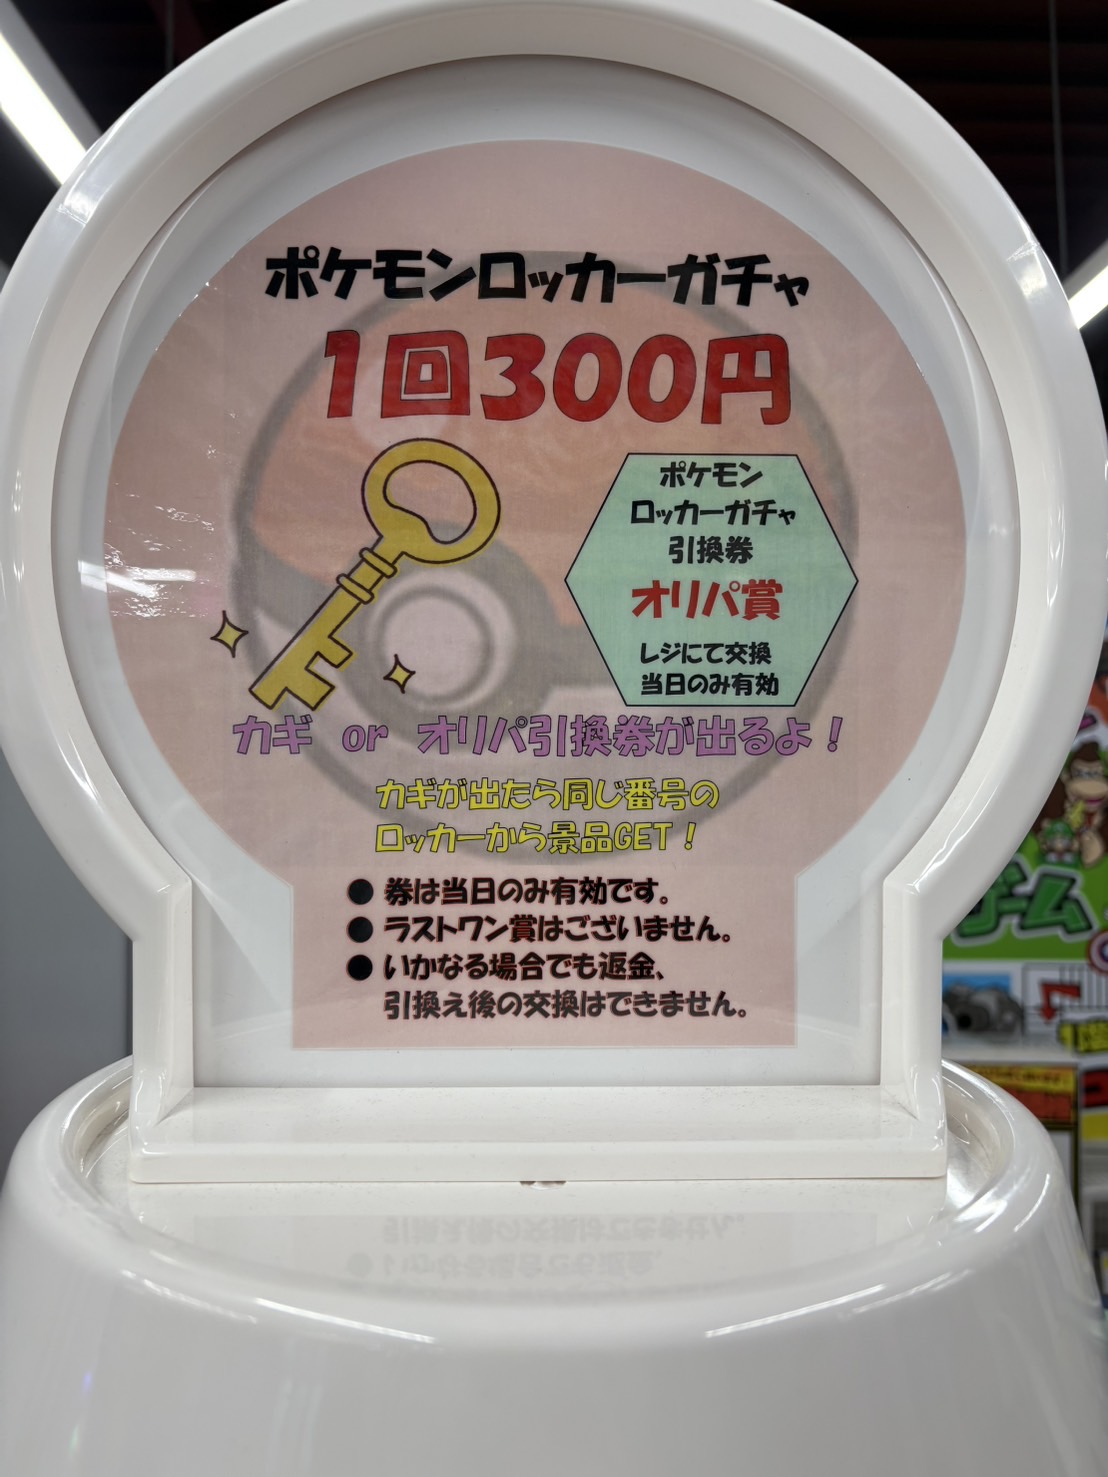 ポケモンロッカーガチャ
1回300円
ポケモン
ロッカーガチャ
引換券
オリパ賞
レジにて交換
当日のみ有効
カギ or オリパ引換券が出るよ！
カギが出たら同じ番号の
ロッカーから景品GET！
● 券は当日のみ有効です。
● ラストワン賞はございません。
● いかなる場合でも返金、
引換え後の交換はできません。
ゲーム